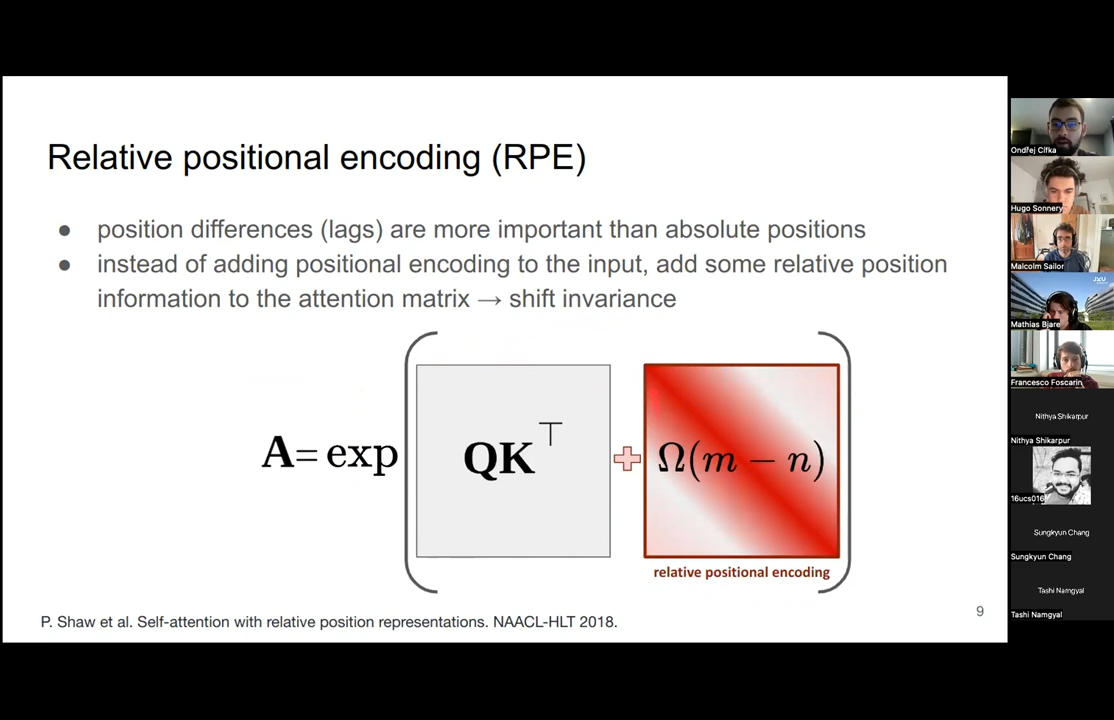 Relative positional encoding (RPE)
● position differences (lags) are more important than absolute positions
● instead of adding positional encoding to the input, add some relative position
information to the attention matrix → shift invariance
A= exp ( QK⊤ + Ω(m − n) )
relative positional encoding
P. Shaw et al. Self-attention with relative position representations. NAACL-HLT 2018.
9
Ondřej Cífka
Hugo Sonnery
Malcolm Sailor
JKU
Mathias Bjare
Francesco Foscarin
Nithya Shikarpur
Nithya Shikarpur
16ucs016
Sungkyun Chang
Sungkyun Chang
Tashi Namgyal
Tashi Namgyal